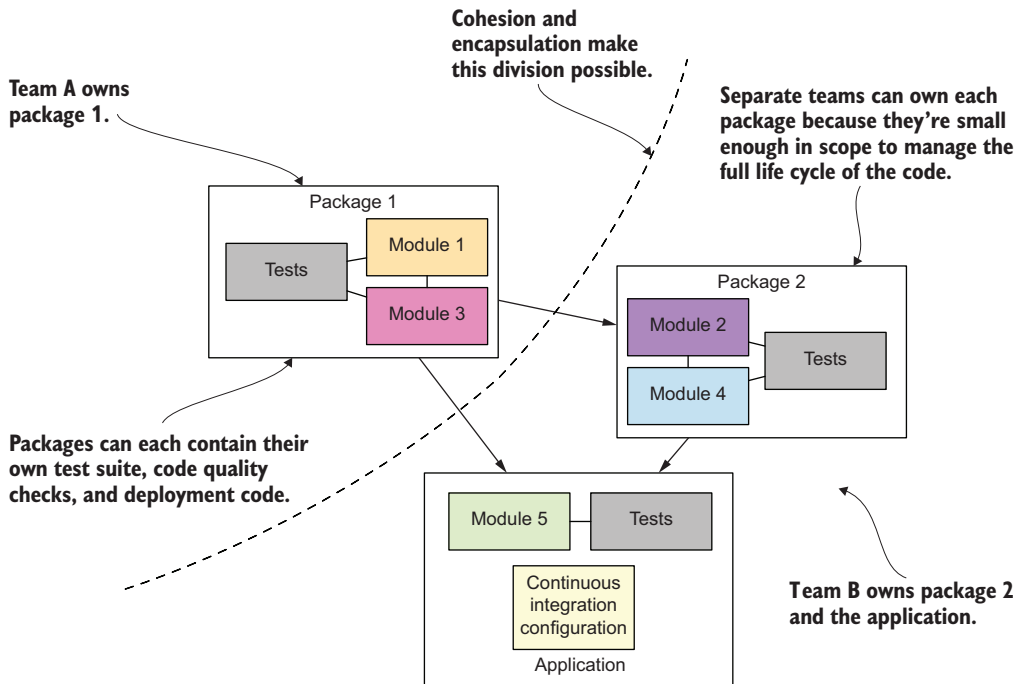 Cohesion and
encapsulation make
this division possible.
Team A owns
package 1.
Separate teams can own each
package because they’re small
enough in scope to manage the
full life cycle of the code.
Package 1
Module 1
Tests
Module 3
Package 2
Module 2
Tests
Module 4
Packages can each contain their
own test suite, code quality
checks, and deployment code.
Module 5
Tests
Continuous
integration
configuration
Application
Team B owns package 2
and the application.